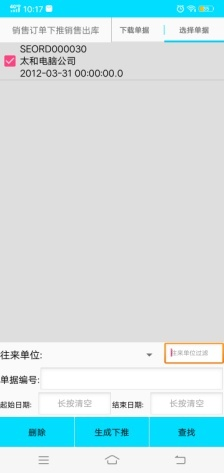 10:17
销售订单下推销售出库 下载单据 选择单据
SEORD000030
太和电脑公司
2012-03-31 00:00:00.0
往来单位: 往来单位过滤
单据编号:
起始日期: 长按清空 结束日期: 长按清空
删除 生成下推 查找